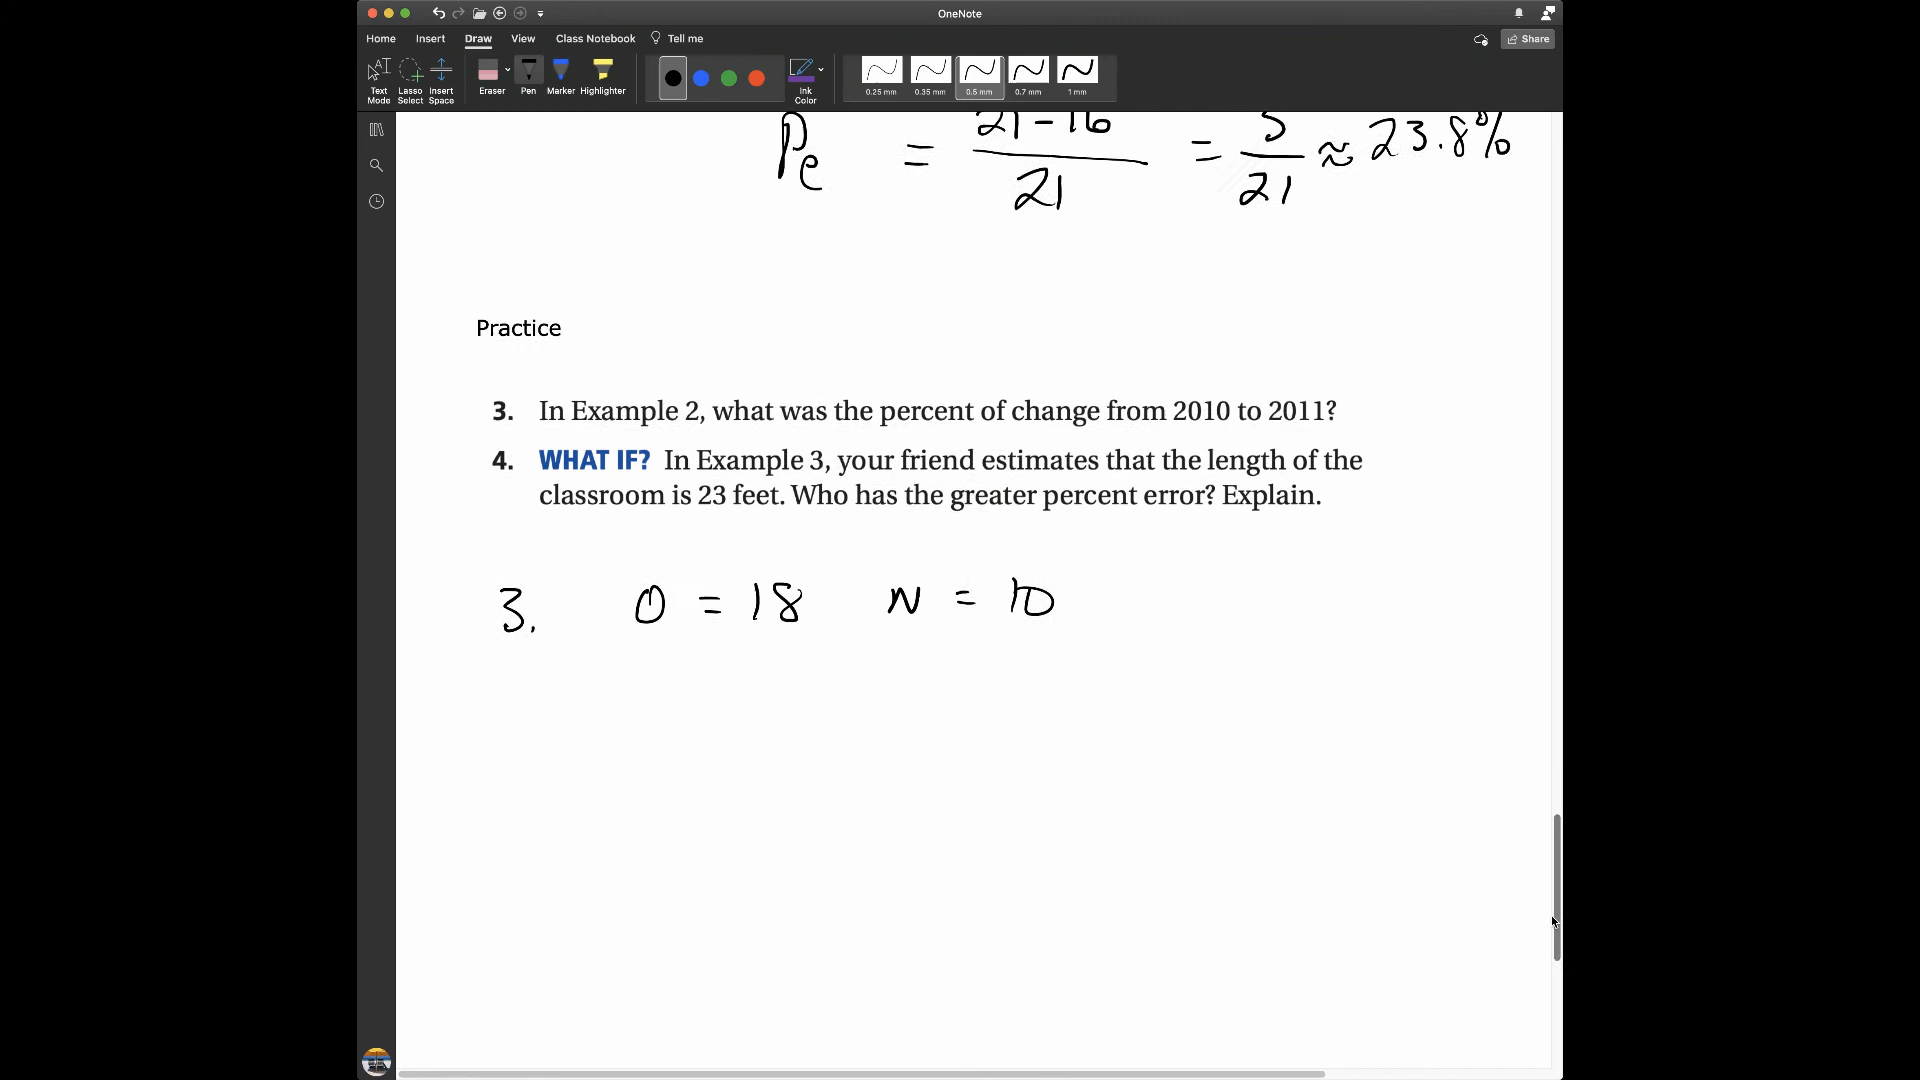 OneNote
Home Insert Draw View Class Notebook Tell me
Share
Text Mode
Lasso Select
Insert Space
Eraser
Pen
Marker
Highlighter
Ink Color
0.25 mm
0.35 mm
0.5 mm
0.7 mm
1 mm
Pe = 21-16 / 21 = 5 / 21 ≈ 23.8%
Practice
3. In Example 2, what was the percent of change from 2010 to 2011?
4. WHAT IF? In Example 3, your friend estimates that the length of the
classroom is 23 feet. Who has the greater percent error? Explain.
3. O = 18 N = 10